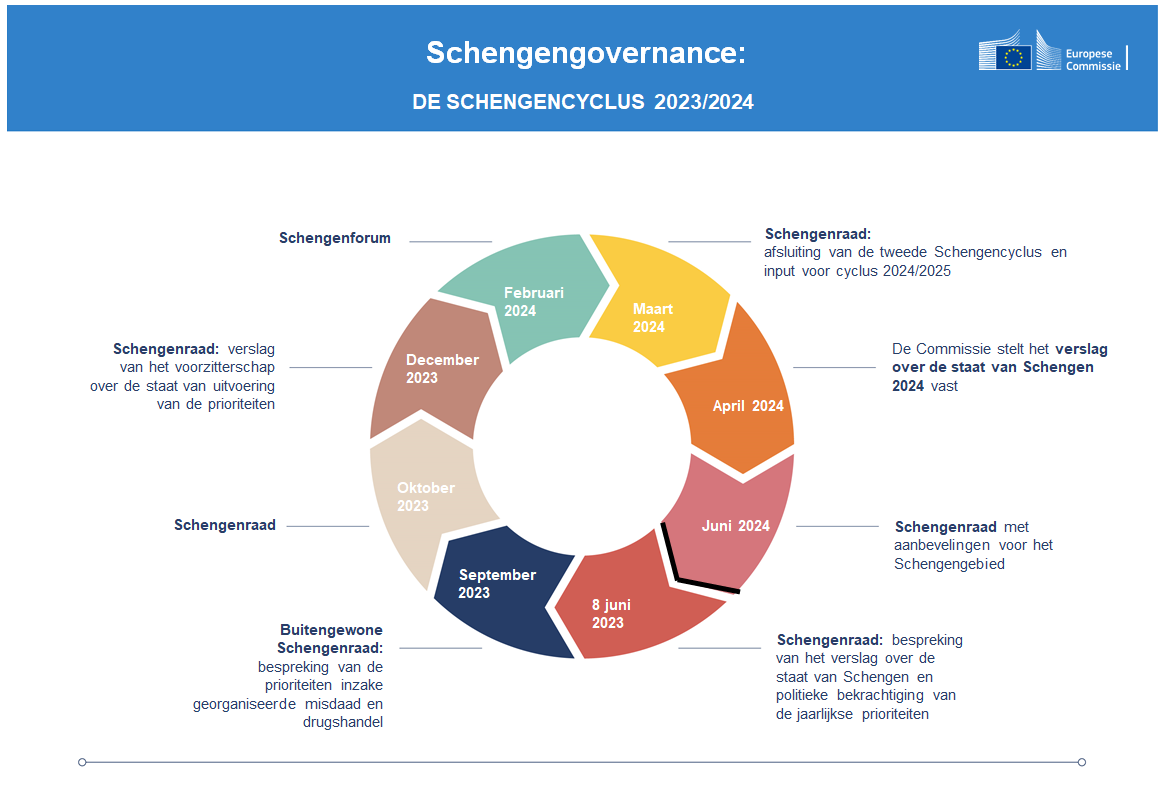 Schengengovernance:
DE SCHENGENCYCLUS 2023/2024
Europese
Commissie
Schengenforum
Februari
2024
Maart
2024
Schengenraad:
afsluiting van de tweede Schengencyclus en
input voor cyclus 2024/2025
Schengenraad: verslag
van het voorzitterschap
over de staat van uitvoering
van de prioriteiten
December
2023
April 2024
De Commissie stelt het verslag
over de staat van Schengen
2024 vast
Schengenraad
Oktober
2023
Juni 2024
Schengenraad met
aanbevelingen voor het
Schengengebied
Buitengewone
Schengenraad:
bespreking van de
prioriteiten inzake
georganiseerde misdaad en
drugshandel
September
2023
8 juni
2023
Schengenraad: bespreking
van het verslag over de
staat van Schengen en
politieke bekrachtiging van
de jaarlijkse prioriteiten